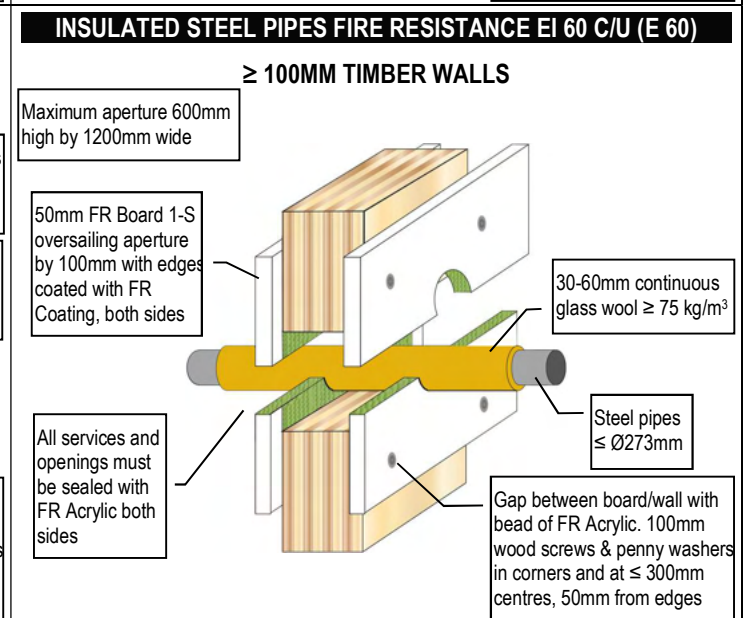 INSULATED STEEL PIPES FIRE RESISTANCE EI 60 C/U (E 60)
≥ 100MM TIMBER WALLS
Maximum aperture 600mm
high by 1200mm wide
50mm FR Board 1-S
oversailing aperture
by 100mm with edges
coated with FR
Coating, both sides
30-60mm continuous
glass wool ≥ 75 kg/m³
Steel pipes
≤ Ø273mm
All services and
openings must
be sealed with
FR Acrylic both
sides
Gap between board/wall with
bead of FR Acrylic. 100mm
wood screws & penny washers
in corners and at ≤ 300mm
centres, 50mm from edges